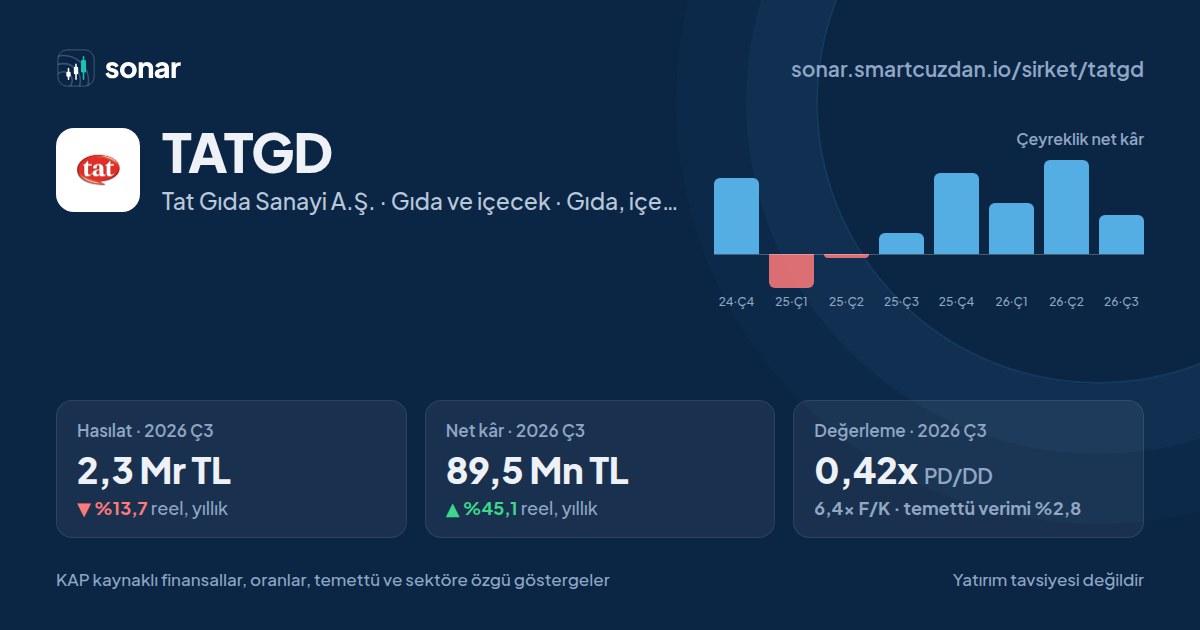 sonar
sonar.smartcuzdan.io/sirket/tatgd
tat
TATGD
Tat Gıda Sanayi A.Ş. · Gıda ve içecek · Gıda, içe...
Çeyreklik net kâr
24·Ç4 25·Ç1 25·Ç2 25·Ç3 25·Ç4 26·Ç1 26·Ç2 26·Ç3
Hasılat · 2026 Ç3
2,3 Mr TL
▼ %13,7 reel, yıllık
Net kâr · 2026 Ç3
89,5 Mn TL
▲ %45,1 reel, yıllık
Değerleme · 2026 Ç3
0,42x PD/DD
6,4× F/K · temettü verimi %2,8
KAP kaynaklı finansallar, oranlar, temettü ve sektöre özgü göstergeler
Yatırım tavsiyesi değildir